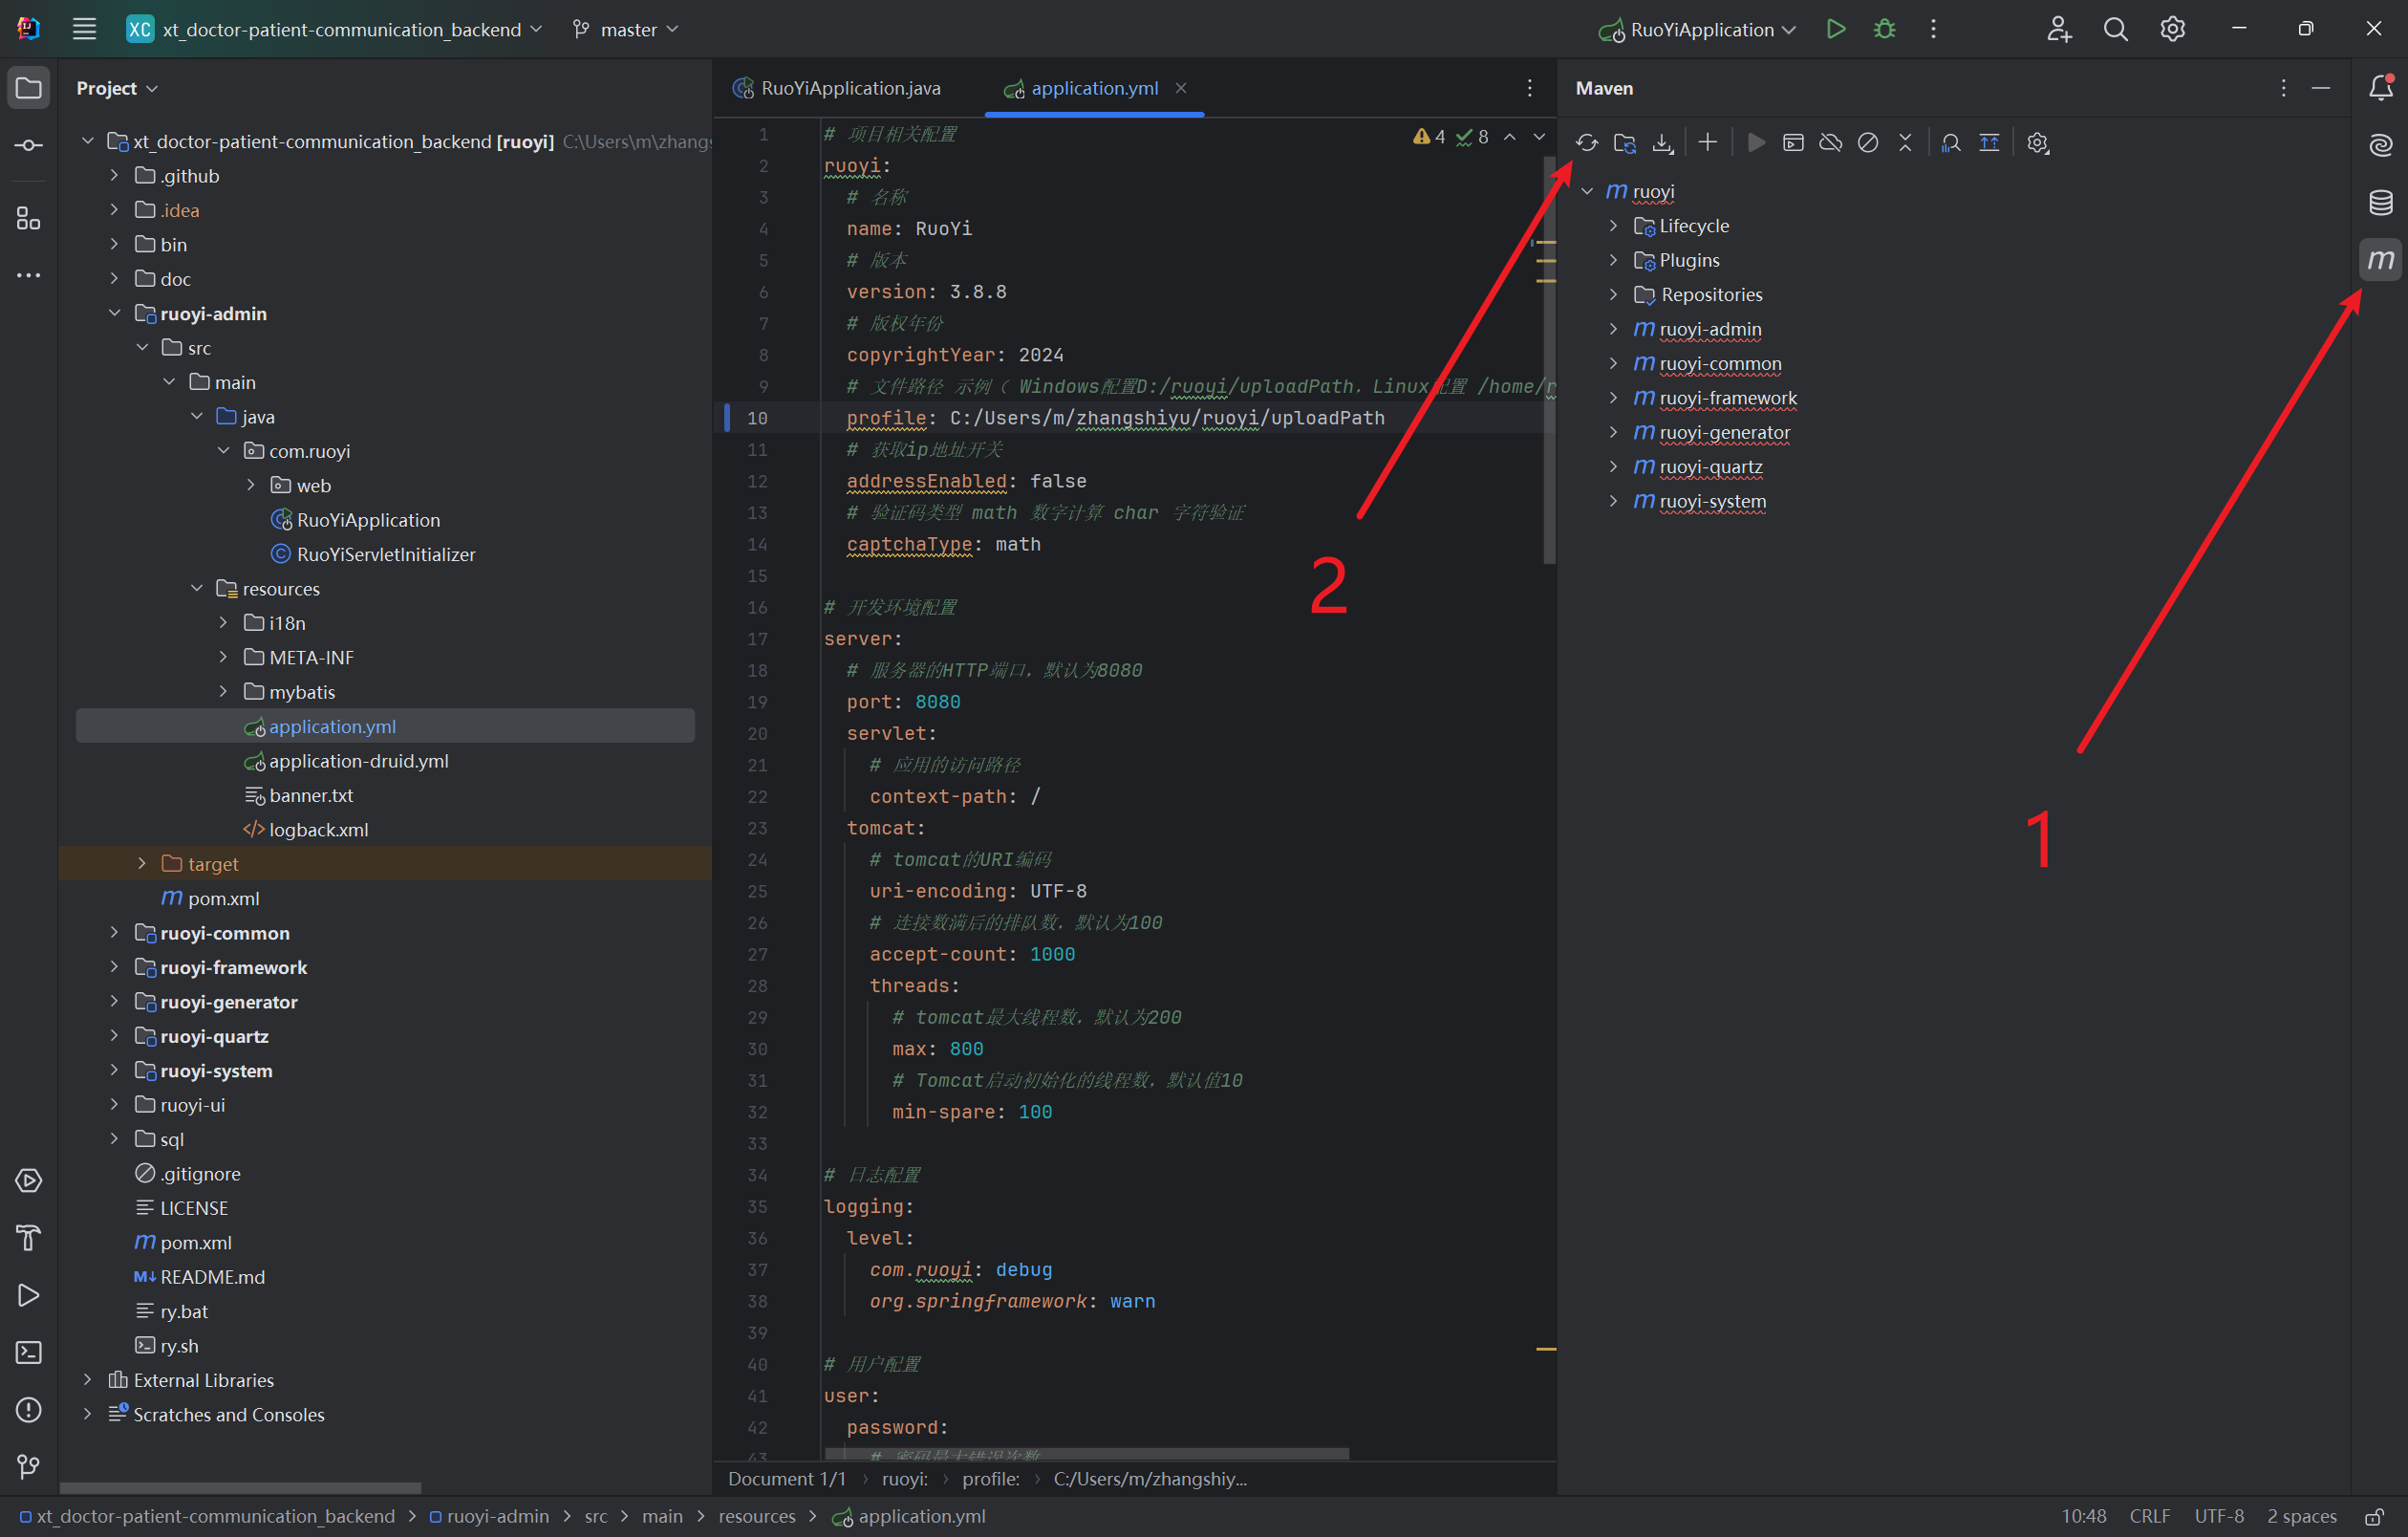 XC xt_doctor-patient-communication_backend master RuoYiApplication
Project
xt_doctor-patient-communication_backend [ruoyi] C:\Users\m\zhangs
.github
.idea
bin
doc
ruoyi-admin
src
main
java
com.ruoyi
web
RuoYiApplication
RuoYiServletInitializer
resources
i18n
META-INF
mybatis
application.yml
application-druid.yml
banner.txt
logback.xml
target
pom.xml
ruoyi-common
ruoyi-framework
ruoyi-generator
ruoyi-quartz
ruoyi-system
ruoyi-ui
sql
.gitignore
LICENSE
pom.xml
README.md
ry.bat
ry.sh
External Libraries
Scratches and Consoles
RuoYiApplication.java application.yml
4 8
1 # 项目相关配置
2 ruoyi:
3 # 名称
4 name: RuoYi
5 # 版本
6 version: 3.8.8
7 # 版权年份
8 copyrightYear: 2024
9 # 文件路径 示例（ Windows配置D:/ruoyi/uploadPath，Linux配置 /home/r
10 profile: C:/Users/m/zhangshiyu/ruoyi/uploadPath
11 # 获取ip地址开关
12 addressEnabled: false
13 # 验证码类型 math 数字计算 char 字符验证
14 captchaType: math
15
16 # 开发环境配置
17 server:
18 # 服务器的HTTP端口，默认为8080
19 port: 8080
20 servlet:
21 # 应用的访问路径
22 context-path: /
23 tomcat:
24 # tomcat的URI编码
25 uri-encoding: UTF-8
26 # 连接数满后的排队数，默认为100
27 accept-count: 1000
28 threads:
29 # tomcat最大线程数，默认为200
30 max: 800
31 # Tomcat启动初始化的线程数，默认值10
32 min-spare: 100
33
34 # 日志配置
35 logging:
36 level:
37 com.ruoyi: debug
38 org.springframework: warn
39
40 # 用户配置
41 user:
42 password:
43 # 密码最大错误次数
Document 1/1 › ruoyi: › profile: › C:/Users/m/zhangshiy...
Maven
m ruoyi
Lifecycle
Plugins
Repositories
m ruoyi-admin
m ruoyi-common
m ruoyi-framework
m ruoyi-generator
m ruoyi-quartz
m ruoyi-system
m
2
1
xt_doctor-patient-communication_backend › ruoyi-admin › src › main › resources › application.yml 10:48 CRLF UTF-8 2 spaces